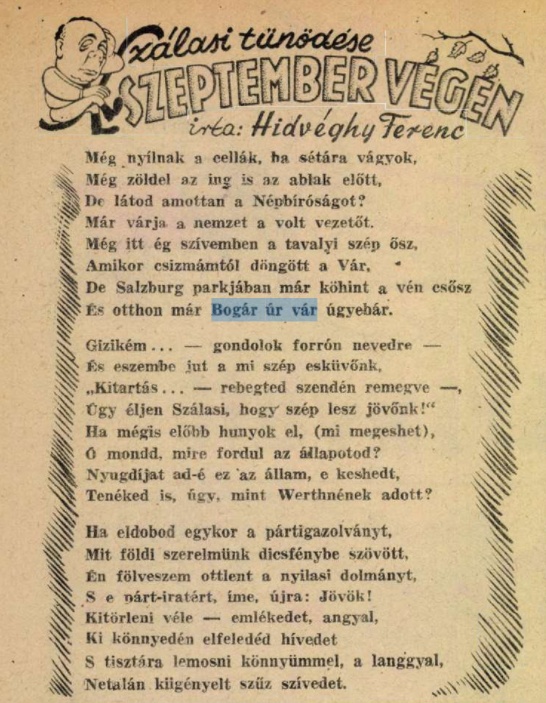 Szálasi tünődése
SZEPTEMBER VÉGÉN
írta: Hidvéghy Ferenc
Még nyílnak a cellák, ha sétára vágyok,
Még zöldel az ing is az ablak előtt,
De látod amottan a Népbíróságot?
Már várja a nemzet a volt vezetőt.
Még itt ég szívemben a tavalyi szép ősz,
Amikor csizmámtól döngött a Vár,
De Salzburg parkjában már köhint a vén csősz
És otthon már Bogár úr vár úgyebár.
Gizikém... — gondolok forrón nevedre —
És eszembe jut a mi szép esküvőnk,
„Kitartás... — rebegted szendén remegve —,
Úgy éljen Szálasi, hogy szép lesz jövőnk!“
Ha mégis előbb hunyok el, (mi megeshet),
Ó mondd, mire fordul az állapotod?
Nyugdíjat ad-é ez az állam, e keshedt,
Tenéked is, úgy, mint Werthnének adott?
Ha eldobod egykor a pártigazolványt,
Mit földi szerelmünk dicsfénybe szövött,
Én fölveszem ottlent a nyilasi dolmányt,
S e párt-iratért, íme, újra: Jövök!
Kitörleni véle — emlékedet, angyal,
Ki könnyedén elfeledéd hívedet
S tisztára lemosni könnyümmel, a langgyal,
Netalán kiigényelt szűz szívedet.